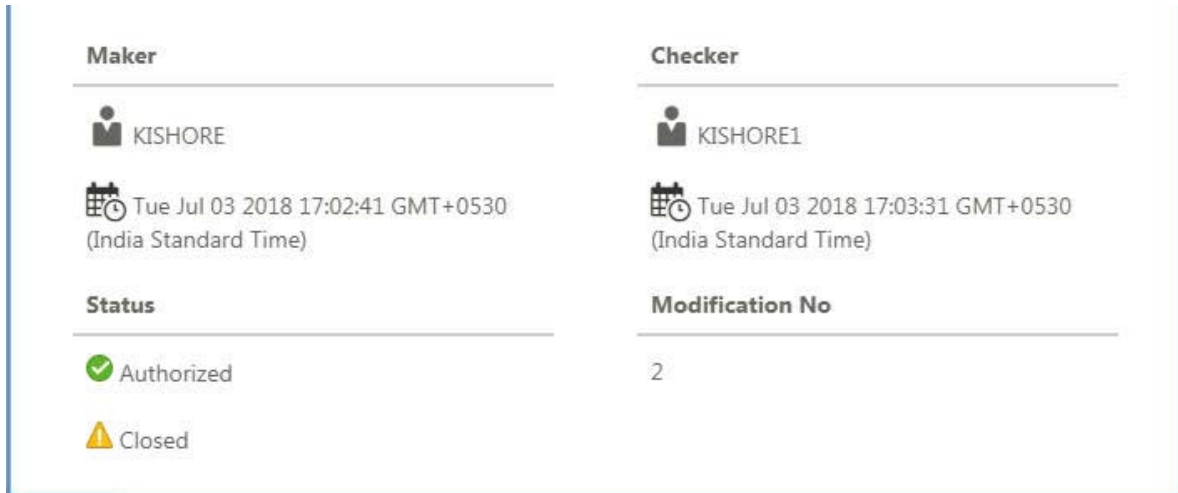 Maker
KISHORE
Tue Jul 03 2018 17:02:41 GMT+0530
(India Standard Time)
Checker
KISHORE1
Tue Jul 03 2018 17:03:31 GMT+0530
(India Standard Time)
Status
Authorized
Closed
Modification No
2